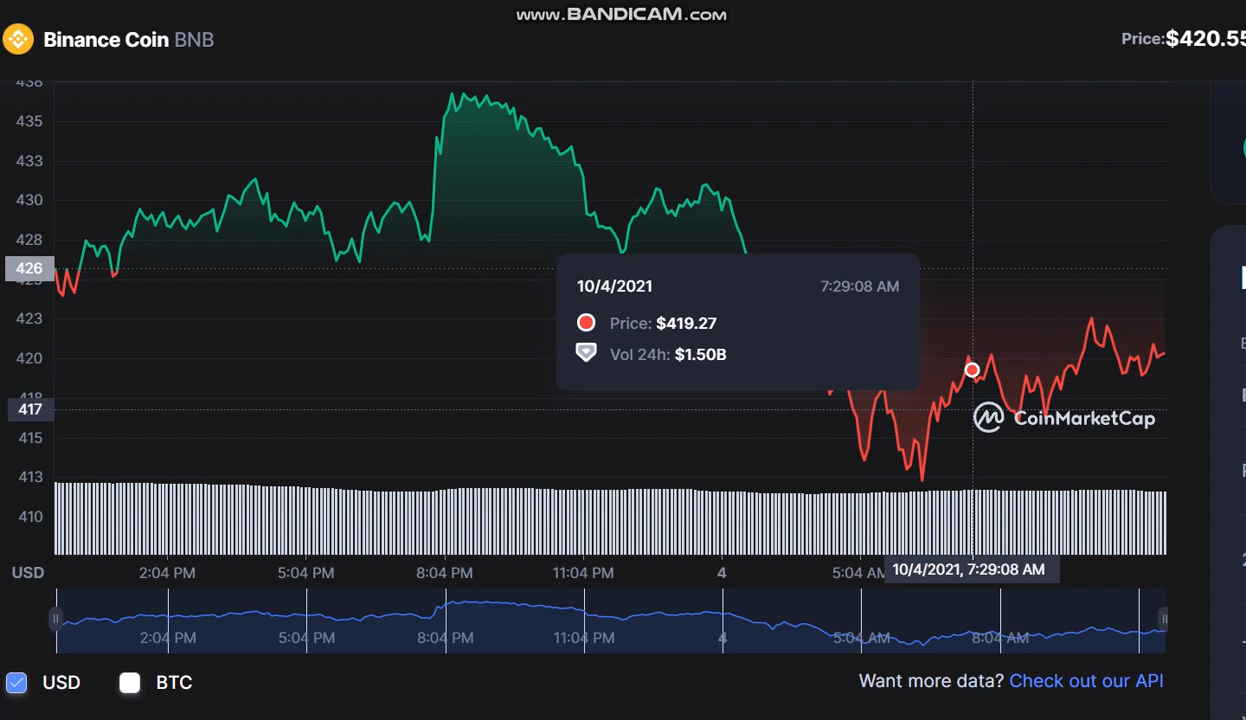 www.BANDICAM.com
Binance Coin BNB
Price:$420.55
438
435
433
430
428
426
423
420
417
415
413
410
10/4/2021 7:29:08 AM
Price: $419.27
Vol 24h: $1.50B
CoinMarketCap
USD 2:04 PM 5:04 PM 8:04 PM 11:04 PM 4 5:04 AM 10/4/2021, 7:29:08 AM
2:04 PM 5:04 PM 8:04 PM 11:04 PM 4 5:04 AM 8:04 AM
USD BTC
Want more data? Check out our API